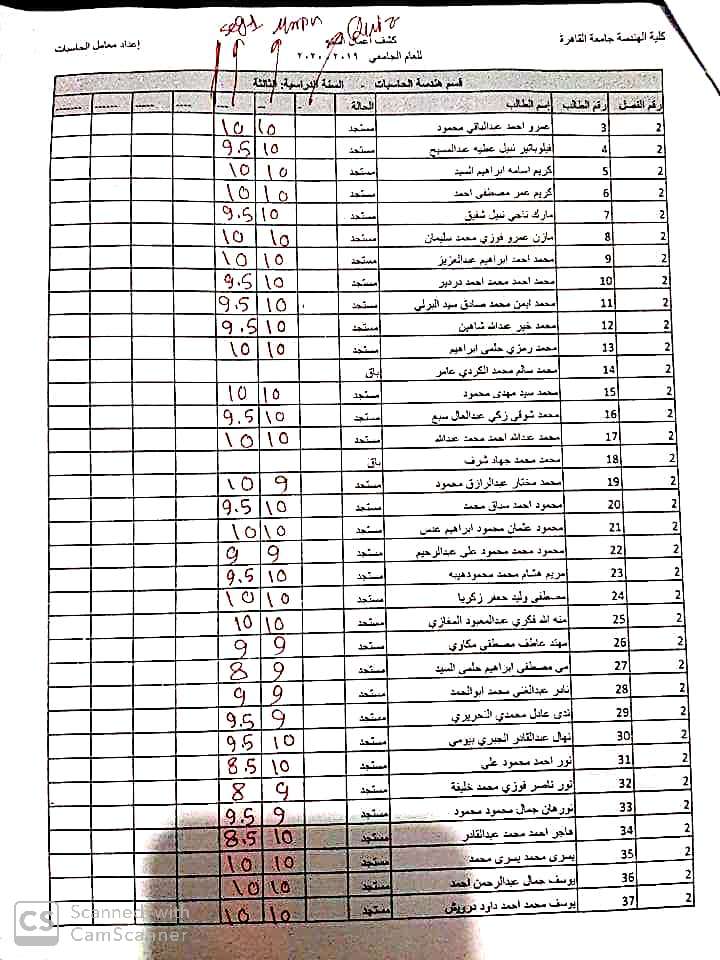 seg1
كلية الهندسة جامعة القاهرة
كشف اعمال
إعداد معامل الحاسبات
للعام الجامعي ٢٠١٩ / ٢٠٢٠
قسم هندسة الحاسبات - السنة الدراسية: الثالثة
رقم الفصل رقم الطالب إسم الطالب الحالة
2 3 عمرو احمد عبدالباقي محمود مستجد 10 10
2 4 فيلوباتير نبيل عطيه عبدالمسيح مستجد 10 9.5
2 5 كريم اسامه ابراهيم السيد مستجد 10 10
2 6 كريم عمر مصطفى احمد مستجد 10 10
2 7 مارك ناجي نبيل شفيق مستجد 10 9.5
2 8 مازن عمرو فوزي محمد سليمان مستجد 10 10
2 9 محمد احمد ابراهيم عبدالعزيز مستجد 10 10
2 10 محمد احمد محمد احمد دردير مستجد 10 9.5
2 11 محمد ايمن محمد صادق سيد البرلي مستجد 10 9.5
2 12 محمد خير عبدالله شاهين مستجد 10 9.5
2 13 محمد رمزي حلمى ابراهيم مستجد 10 10
2 14 محمد سالم محمد الكردي عامر باق
2 15 محمد سيد مهدى محمود مستجد 10 10
2 16 محمد شوقى زكي عبدالعال سبع مستجد 10 9.5
2 17 محمد عبدالله احمد محمد عبدالله مستجد 10 10
2 18 محمد محمد جهاد شرف باق
2 19 محمد مختار عبدالرازق محمود مستجد 9 10
2 20 محمود احمد سداق محمد مستجد 10 9.5
2 21 محمود عثمان محمود ابراهيم عدس مستجد 10 10
2 22 محمود محمد محمود على عبدالرحيم مستجد 9 9
2 23 مريم هشام محمد محمودهيبه مستجد 10 9.5
2 24 مصطفى وليد جعفر زكريا مستجد 10 10
2 25 منه الله فكري عبدالمعبود المغازي مستجد 10 10
2 26 مهند عاطف مصطفى مكاوي مستجد 9 9
2 27 مي مصطفى ابراهيم حلمى السيد مستجد 9 8
2 28 نادر عبدالغني محمد ابوالحمد مستجد 9 9
2 29 ندى عادل محمدي النحريري مستجد 9 9.5
2 30 نهال عبدالقادر الجبري بيومى مستجد 10 9.5
2 31 نور احمد محمود على مستجد 10 8.5
2 32 نور ناصر فوزي محمد خليفة مستجد 9 8
2 33 نورهان جمال محمود محمود مستجد 9 9.5
2 34 هاجر احمد محمد عبدالقادر مستجد 10 8.5
2 35 يسرى محمد يسرى محمد مستجد 10 10
2 36 يوسف جمال عبدالرحمن احمد مستجد 10 10
2 37 يوسف محمد احمد داود درويش مستجد 10 10
CS Scanned with
CamScanner